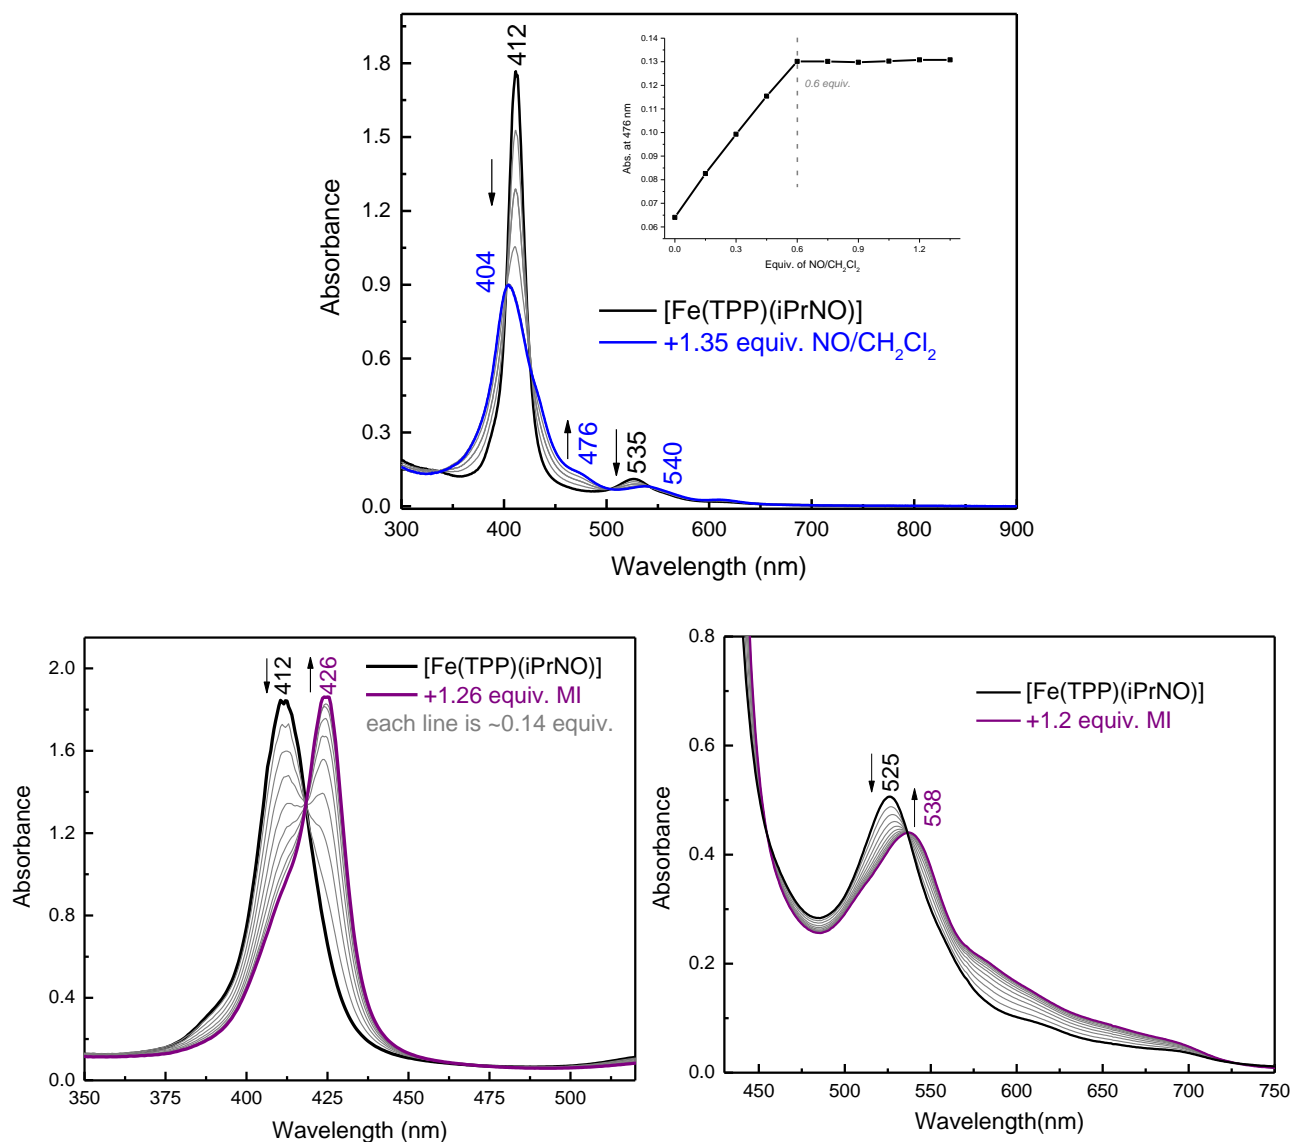 412
404
476
535
540
[Fe(TPP)(iPrNO)]
+1.35 equiv. NO/CH₂Cl₂
Absorbance
1.8
1.5
1.2
0.9
0.6
0.3
0.0
300 400 500 600 700 800 900
Wavelength (nm)
Abs. at 476 nm
0.14
0.13
0.12
0.11
0.10
0.09
0.08
0.07
0.06
0.6 equiv.
0.0 0.3 0.6 0.9 1.2
Equiv. of NO/CH₂Cl₂
412
426
[Fe(TPP)(iPrNO)]
+1.26 equiv. MI
each line is ~0.14 equiv.
Absorbance
2.0
1.6
1.2
0.8
0.4
0.0
350 375 400 425 450 475 500
Wavelength (nm)
525
538
[Fe(TPP)(iPrNO)]
+1.2 equiv. MI
Absorbance
0.8
0.6
0.4
0.2
0.0
450 500 550 600 650 700 750
Wavelength(nm)